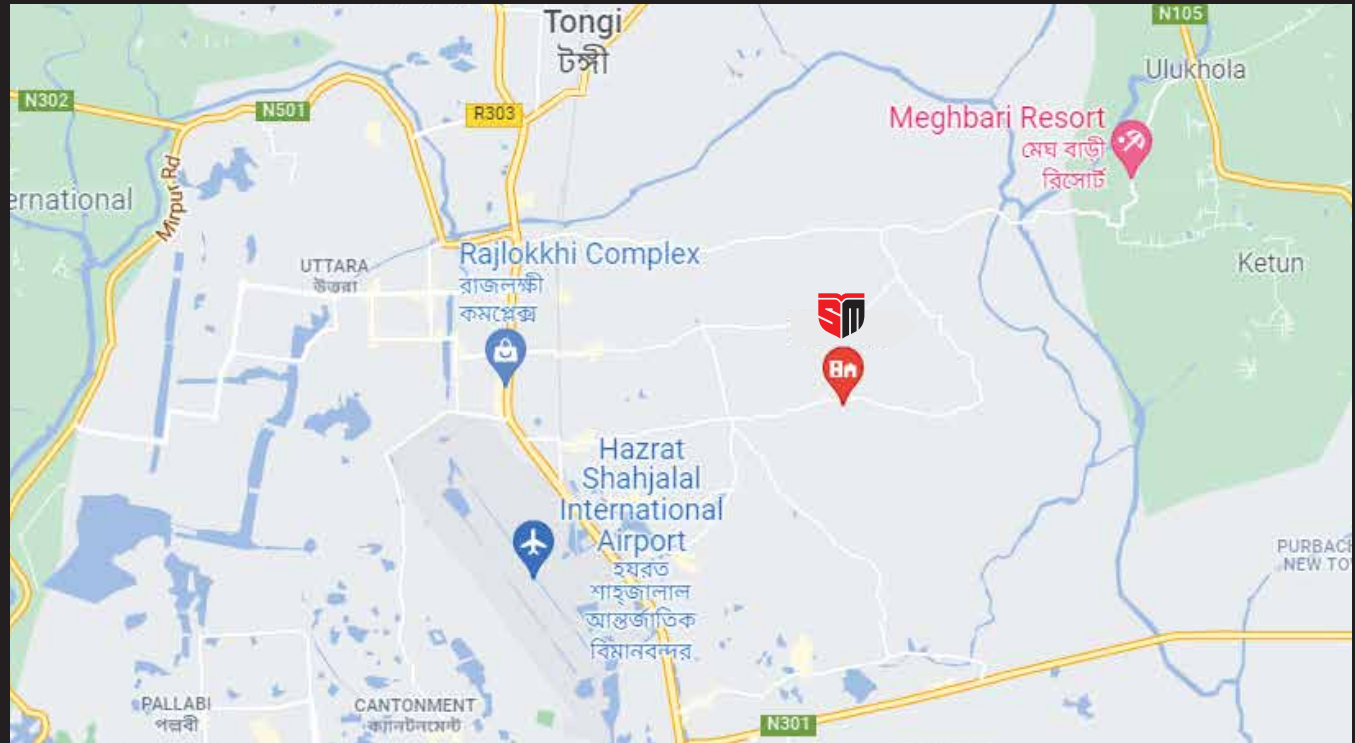 Tongi
টঙ্গী
N105
Ulukhola
N302
N501
R303
Meghbari Resort
মেঘ বাড়ী
রিসোর্ট
ernational
Mirpur Rd
Rajlokkhi Complex
রাজলক্ষী
কমপ্লেক্স
UTTARA
উত্তরা
Ketun
SM
Hazrat
Shahjalal
International
Airport
হযরত
শাহ্জালাল
আন্তর্জাতিক
বিমানবন্দর
PURBACH
NEW TO
PALLABI
পল্লবী
CANTONMENT
ক্যান্টনমেন্ট
N301